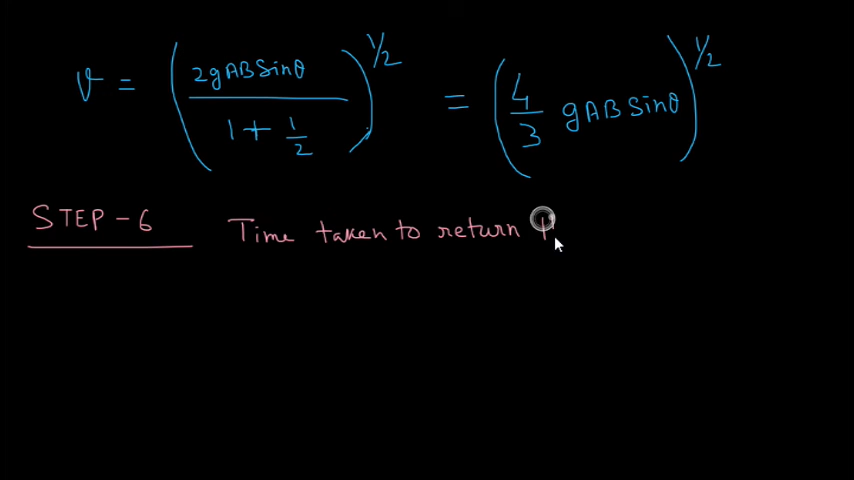 v = (2gABSinθ / 1 + 1/2)^1/2 = (4/3 gABSinθ)^1/2
STEP-6 Time taken to return